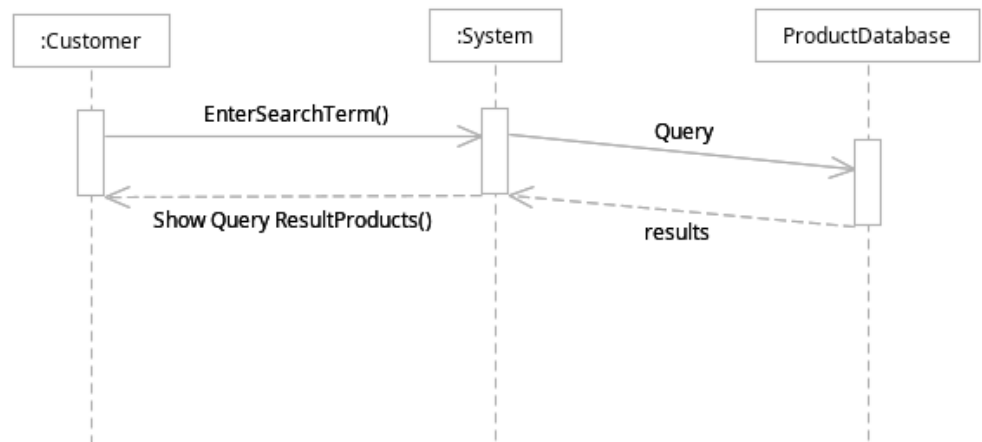 :Customer
:System
ProductDatabase
EnterSearchTerm()
Query
Show Query ResultProducts()
results